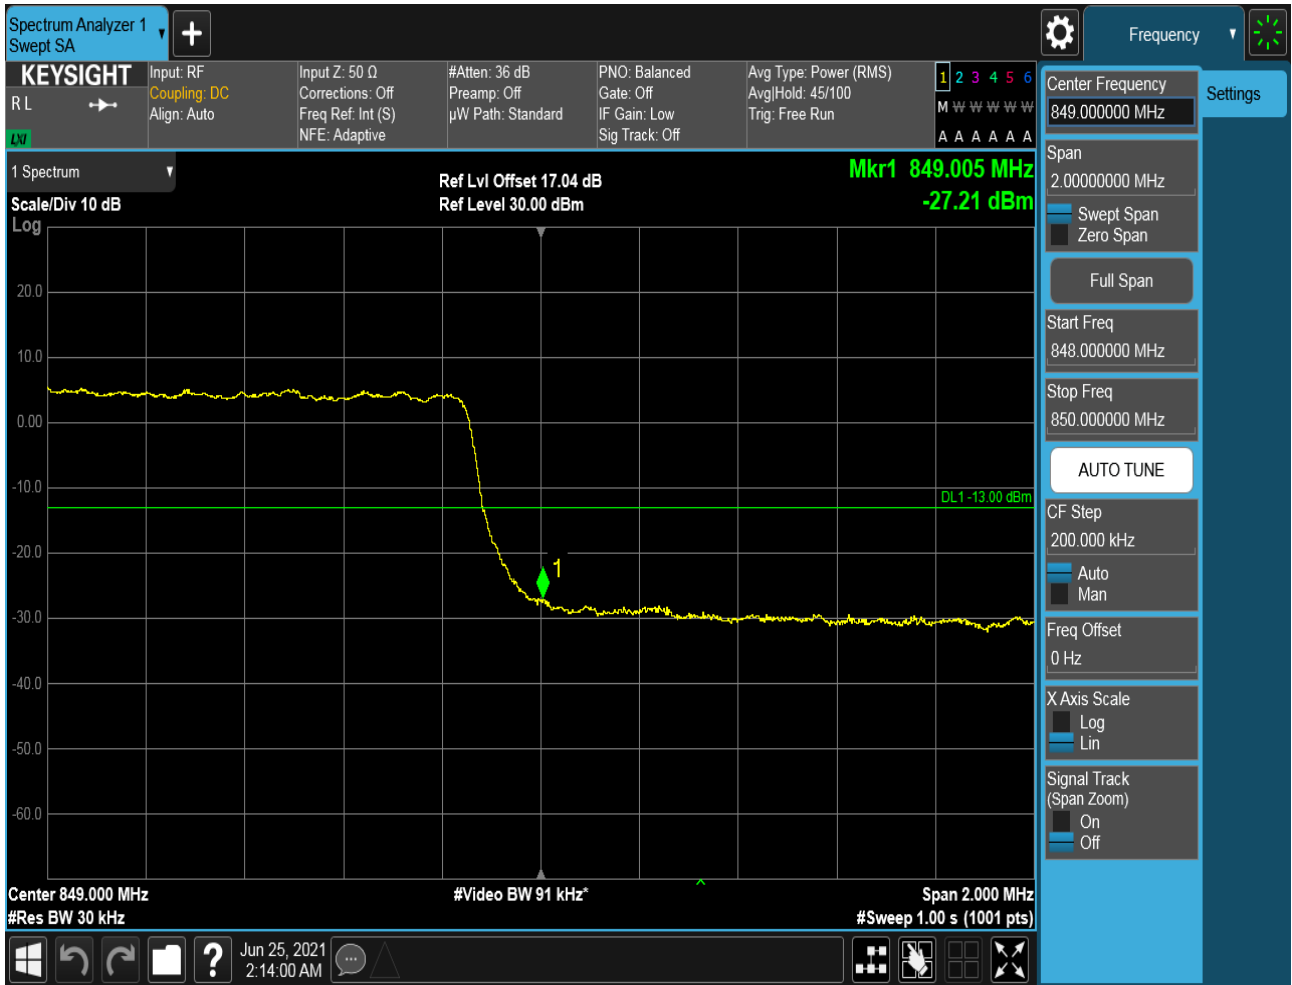 Spectrum Analyzer 1
Swept SA
Frequency
KEYSIGHT
R L
LXI
Input: RF
Coupling: DC
Align: Auto
Input Z: 50 Ω
Corrections: Off
Freq Ref: Int (S)
NFE: Adaptive
#Atten: 36 dB
Preamp: Off
µW Path: Standard
PNO: Balanced
Gate: Off
IF Gain: Low
Sig Track: Off
Avg Type: Power (RMS)
Avg|Hold: 45/100
Trig: Free Run
1 2 3 4 5 6
M W W W W W
A A A A A A
1 Spectrum
Scale/Div 10 dB
Log
Ref Lvl Offset 17.04 dB
Ref Level 30.00 dBm
Mkr1 849.005 MHz
-27.21 dBm
20.0
10.0
0.00
-10.0
-20.0
-30.0
-40.0
-50.0
-60.0
DL1 -13.00 dBm
1
Center 849.000 MHz
#Res BW 30 kHz
#Video BW 91 kHz*
Span 2.000 MHz
#Sweep 1.00 s (1001 pts)
Jun 25, 2021
2:14:00 AM
Center Frequency
849.000000 MHz
Settings
Span
2.00000000 MHz
Swept Span
Zero Span
Full Span
Start Freq
848.000000 MHz
Stop Freq
850.000000 MHz
AUTO TUNE
CF Step
200.000 kHz
Auto
Man
Freq Offset
0 Hz
X Axis Scale
Log
Lin
Signal Track
(Span Zoom)
On
Off